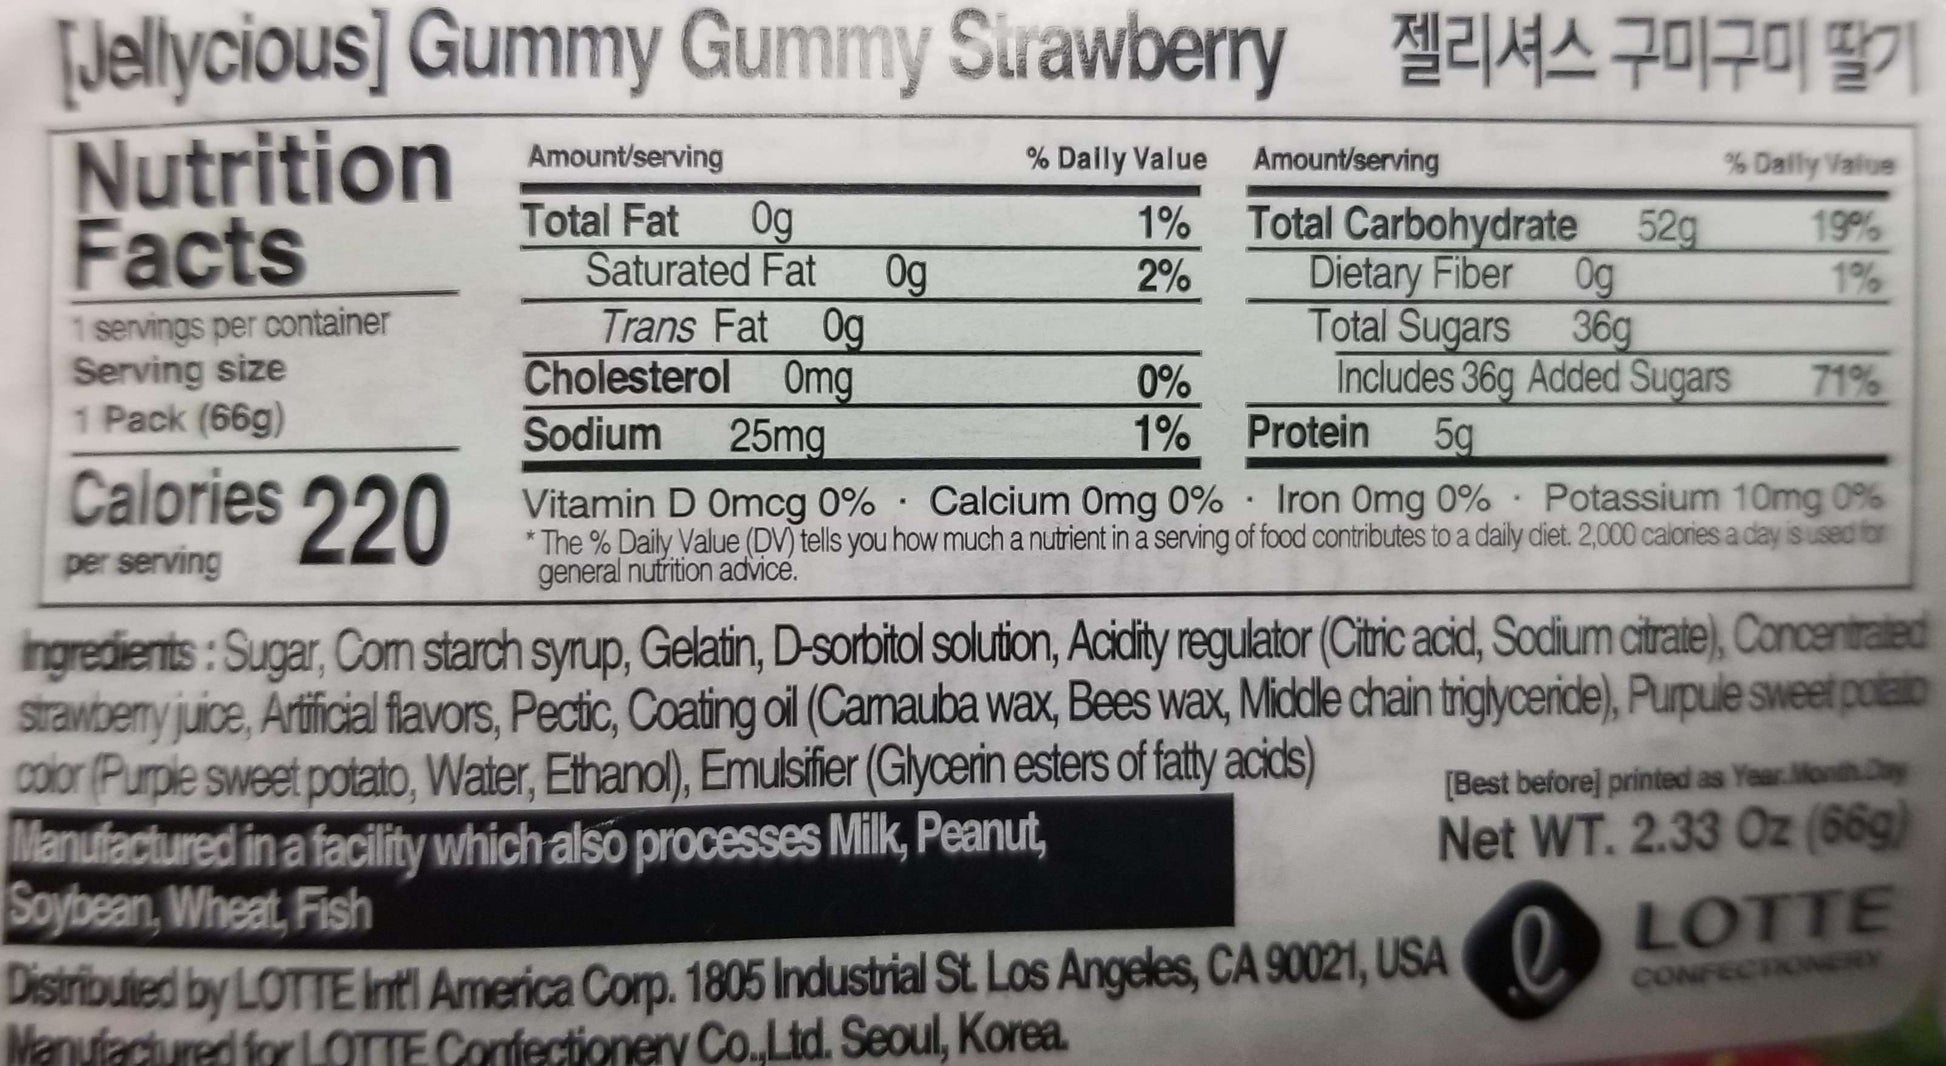 [Jellycious] Gummy Gummy Strawberry 젤리셔스 구미구미 딸기
Nutrition
Facts
1 servings per container
Serving size
1 Pack (66g)
Calories 220
per serving
Amount/serving % Daily Value
Total Fat 0g 1%
Saturated Fat 0g 2%
Trans Fat 0g
Cholesterol 0mg 0%
Sodium 25mg 1%
Amount/serving % Daily Value
Total Carbohydrate 52g 19%
Dietary Fiber 0g 1%
Total Sugars 36g
Includes 36g Added Sugars 71%
Protein 5g
Vitamin D 0mcg 0% · Calcium 0mg 0% · Iron 0mg 0% · Potassium 10mg 0%
* The % Daily Value (DV) tells you how much a nutrient in a serving of food contributes to a daily diet. 2,000 calories a day is used for
general nutrition advice.
Ingredients : Sugar, Corn starch syrup, Gelatin, D-sorbitol solution, Acidity regulator (Citric acid, Sodium citrate), Concentrated
strawberry juice, Artificial flavors, Pectic, Coating oil (Carnauba wax, Bees wax, Middle chain triglyceride), Purpule sweet potato
color (Purple sweet potato, Water, Ethanol), Emulsifier (Glycerin esters of fatty acids)
[Best before] printed as Year.Month.Day
Manufactured in a facility which also processes Milk, Peanut,
Soybean, Wheat, Fish
Net WT. 2.33 Oz (66g)
LOTTE
CONFECTIONERY
Distributed by LOTTE Int'l America Corp. 1805 Industrial St. Los Angeles, CA 90021, USA
Manufactured for LOTTE Confectionery Co.,Ltd. Seoul, Korea.